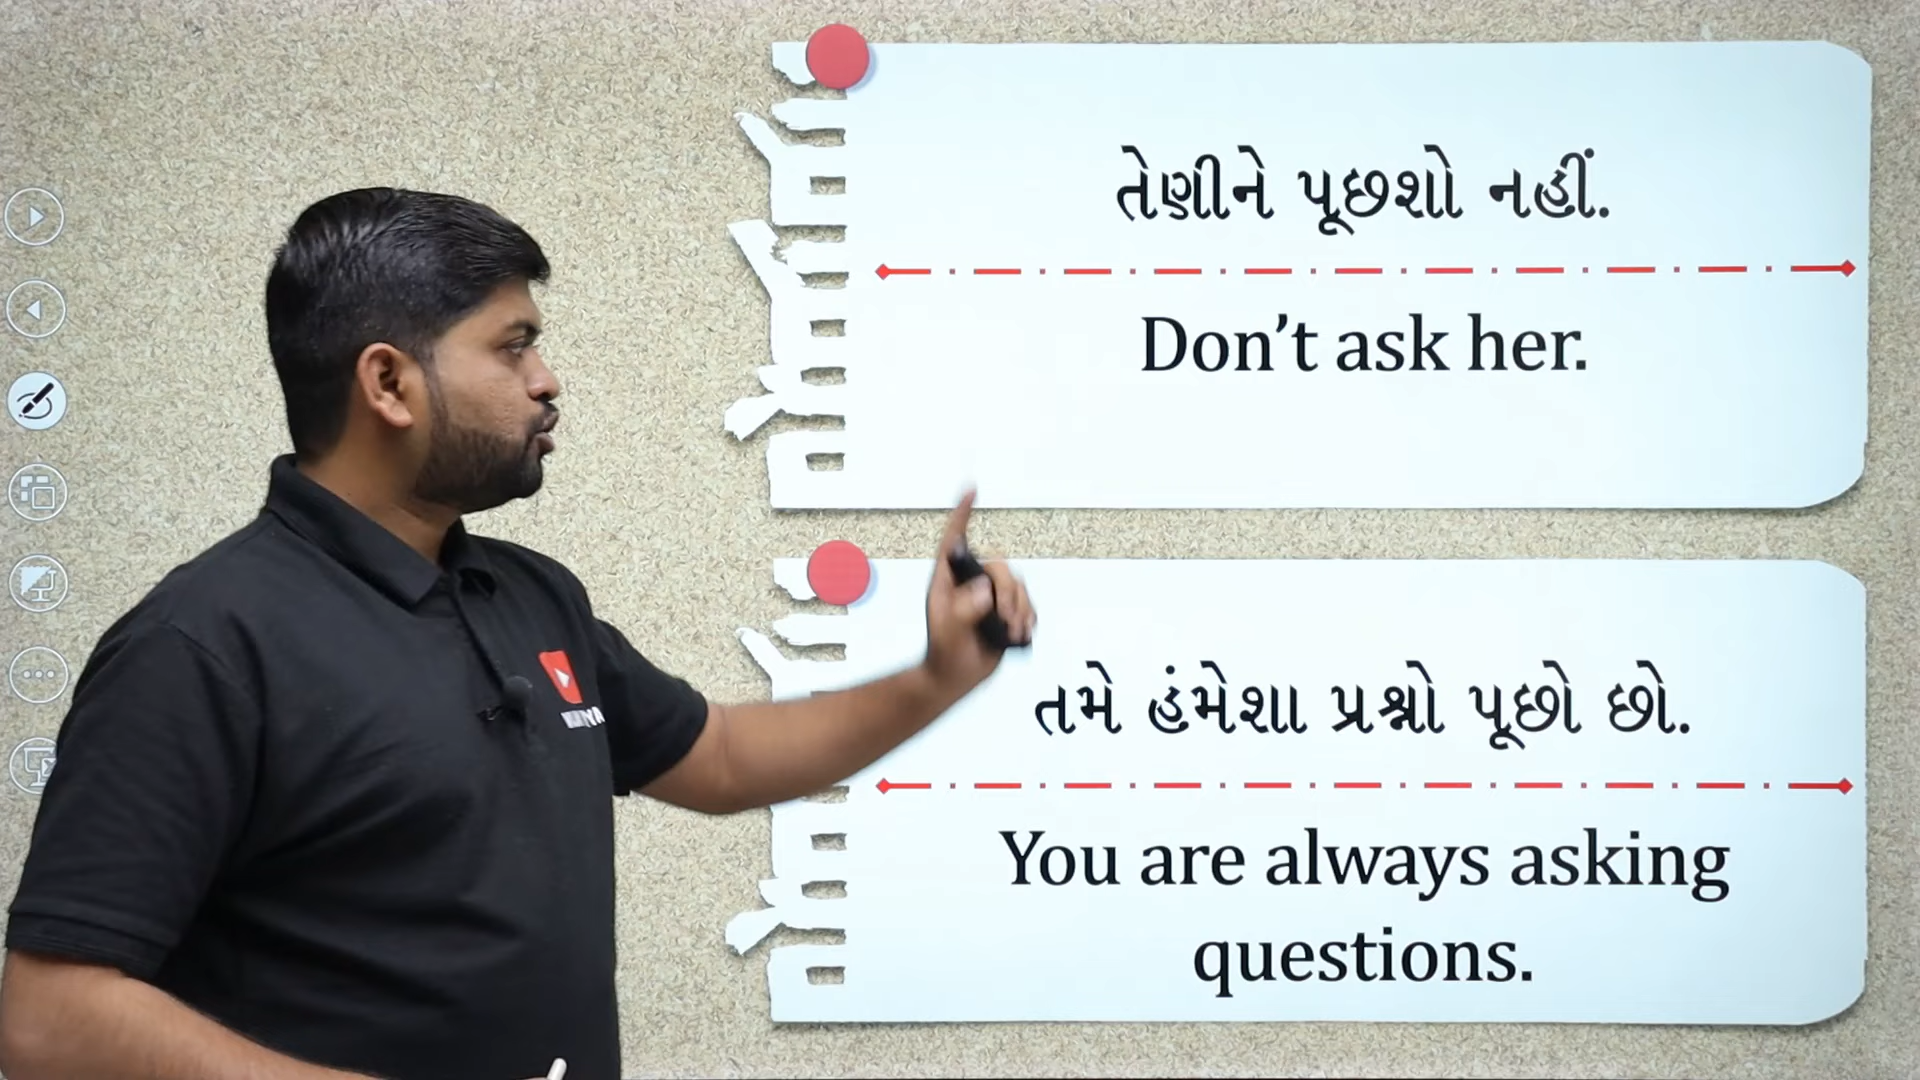 તેણીને પૂછશો નહીં.
Don’t ask her.
તમે હંમેશા પ્રશ્નો પૂછો છો.
You are always asking
questions.